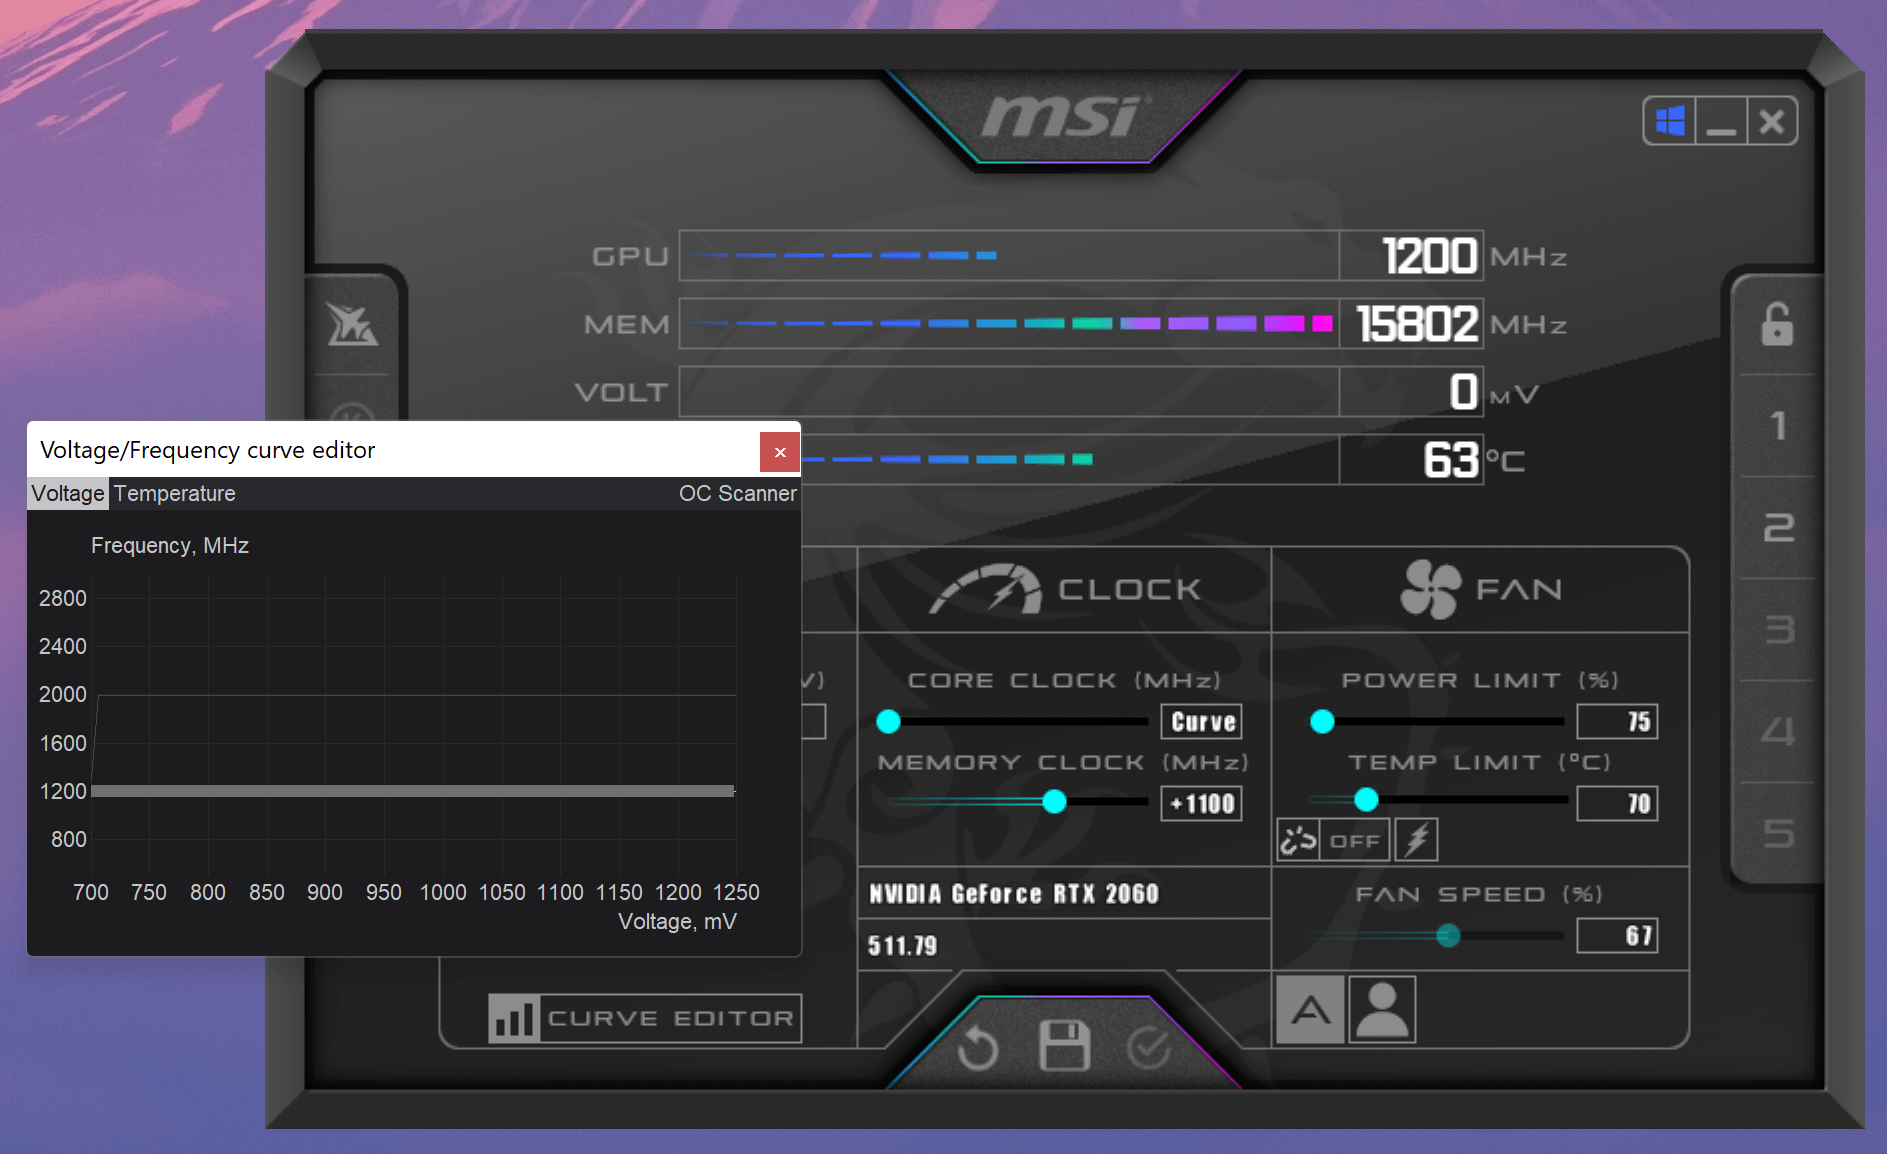 msi
GPU 1200 MHz
MEM 15802 MHz
VOLT 0 mV
63 °C
Voltage/Frequency curve editor
Voltage Temperature OC Scanner
Frequency, MHz
2800
2400
2000
1600
1200
800
700 750 800 850 900 950 1000 1050 1100 1150 1200 1250
Voltage, mV
CURVE EDITOR
CLOCK
CORE CLOCK (MHz)
Curve
MEMORY CLOCK (MHz)
+1100
NVIDIA GeForce RTX 2060
511.79
FAN
POWER LIMIT (%)
75
TEMP LIMIT (°C)
70
OFF
FAN SPEED (%)
67
A
1
2
3
4
5